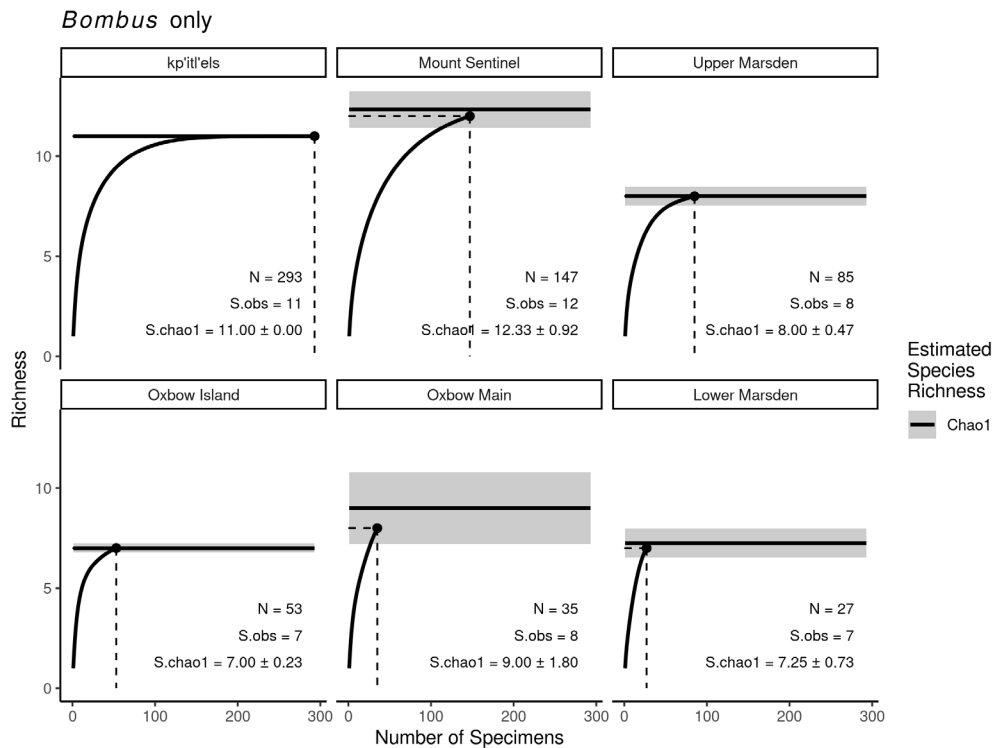 Bombus only
kp'itl'els
Mount Sentinel
Upper Marsden
10
5
0
N = 293
S.obs = 11
S.chao1 = 11.00 ± 0.00
N = 147
S.obs = 12
S.chao1 = 12.33 ± 0.92
N = 85
S.obs = 8
S.chao1 = 8.00 ± 0.47
Richness
Oxbow Island
Oxbow Main
Lower Marsden
10
5
0
N = 53
S.obs = 7
S.chao1 = 7.00 ± 0.23
N = 35
S.obs = 8
S.chao1 = 9.00 ± 1.80
N = 27
S.obs = 7
S.chao1 = 7.25 ± 0.73
0 100 200 300
0 100 200 300
0 100 200 300
Number of Specimens
Estimated
Species
Richness
Chao1